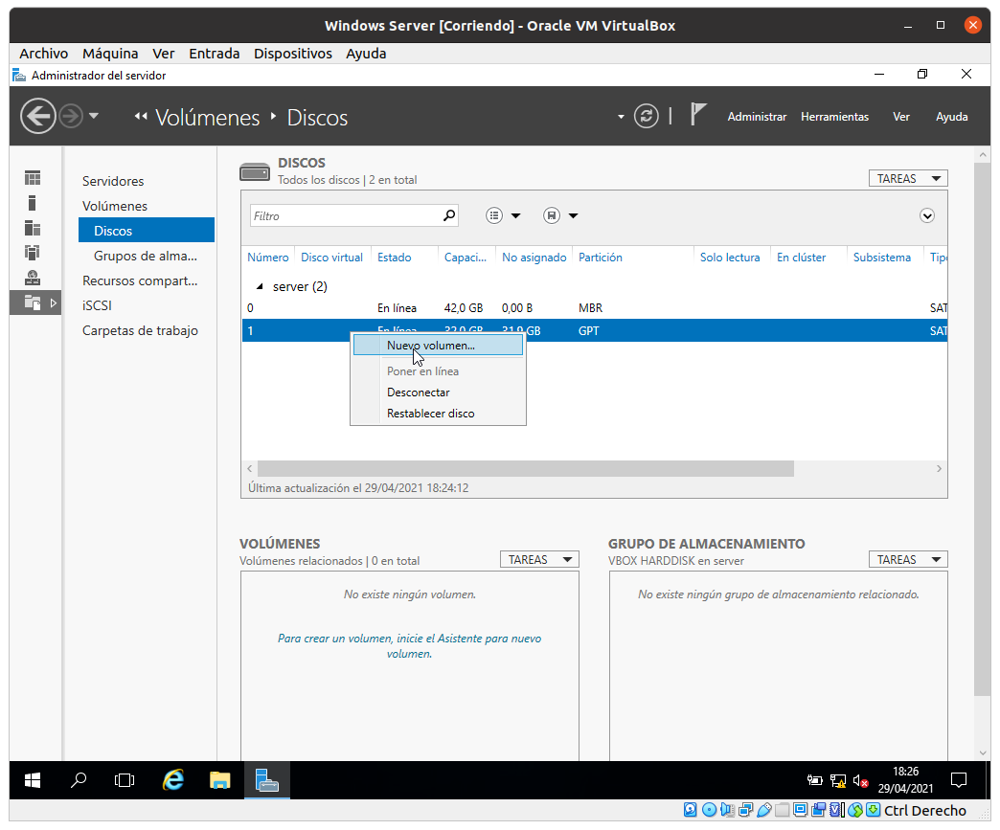 Windows Server [Corriendo] - Oracle VM VirtualBox
Archivo Máquina Ver Entrada Dispositivos Ayuda
Administrador del servidor
Volúmenes Discos
Administrar Herramientas Ver Ayuda
Servidores
Volúmenes
Discos
Grupos de alma...
Recursos compart...
iSCSI
Carpetas de trabajo
DISCOS
Todos los discos | 2 en total
TAREAS
Filtro
Número Disco virtual Estado Capaci... No asignado Partición Solo lectura En clúster Subsistema Tipo
server (2)
0 En línea 42,0 GB 0,00 B MBR SAT
1 En línea 32,0 GB 31,9 GB GPT SAT
Nuevo volumen...
Poner en línea
Desconectar
Restablecer disco
Última actualización el 29/04/2021 18:24:12
VOLÚMENES
Volúmenes relacionados | 0 en total
TAREAS
No existe ningún volumen.
Para crear un volumen, inicie el Asistente para nuevo
volumen.
GRUPO DE ALMACENAMIENTO
VBOX HARDDISK en server
TAREAS
No existe ningún grupo de almacenamiento relacionado.
18:26
29/04/2021
Ctrl Derecho